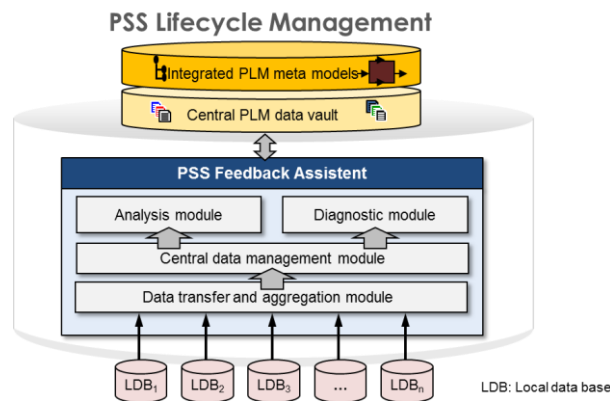 PSS Lifecycle Management
Integrated PLM meta models
Central PLM data vault
PSS Feedback Assistent
Analysis module
Diagnostic module
Central data management module
Data transfer and aggregation module
LDB1
LDB2
LDB3
...
LDBn
LDB: Local data base